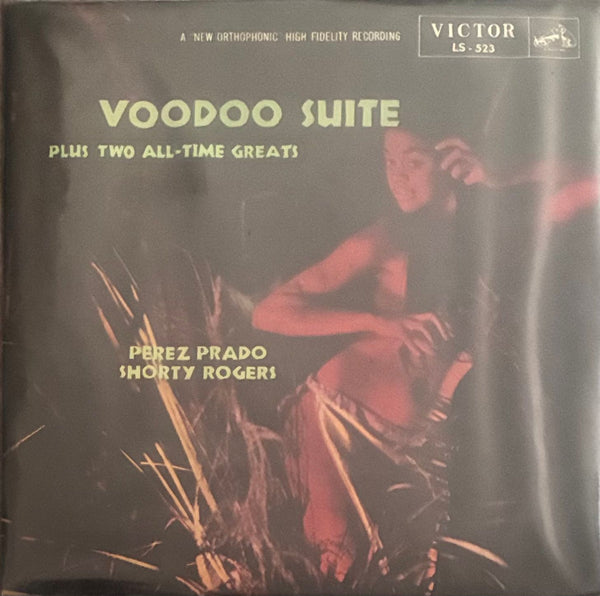 A "NEW ORTHOPHONIC" HIGH FIDELITY RECORDING
VICTOR
LS - 523
VOODOO SUITE
PLUS TWO ALL-TIME GREATS
PEREZ PRADO
SHORTY ROGERS